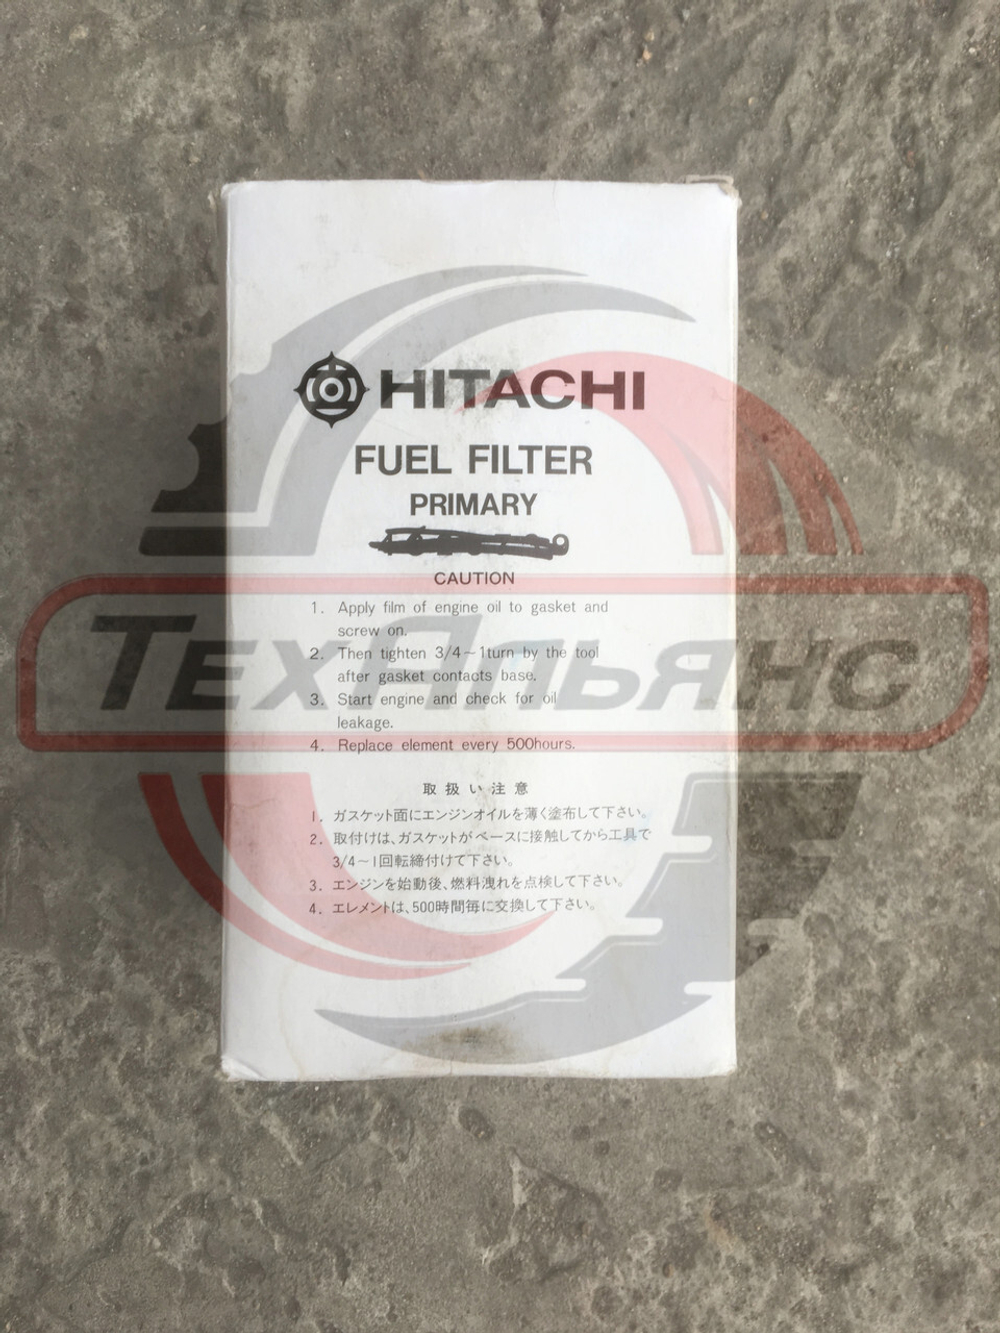 HITACHI
FUEL FILTER
PRIMARY
CAUTION
1. Apply film of engine oil to gasket and
screw on.
2. Then tighten 3/4~1turn by the tool
after gasket contacts base.
3. Start engine and check for oil
leakage.
4. Replace element every 500hours.
ТЕХАЛЬЯНС
取扱い注意
1. ガスケット面にエンジンオイルを薄く塗布して下さい。
2. 取付けは、ガスケットがベースに接触してから工具で
3/4~1回転締付けて下さい。
3. エンジンを始動後、燃料洩れを点検して下さい。
4. エレメントは、500時間毎に交換して下さい。